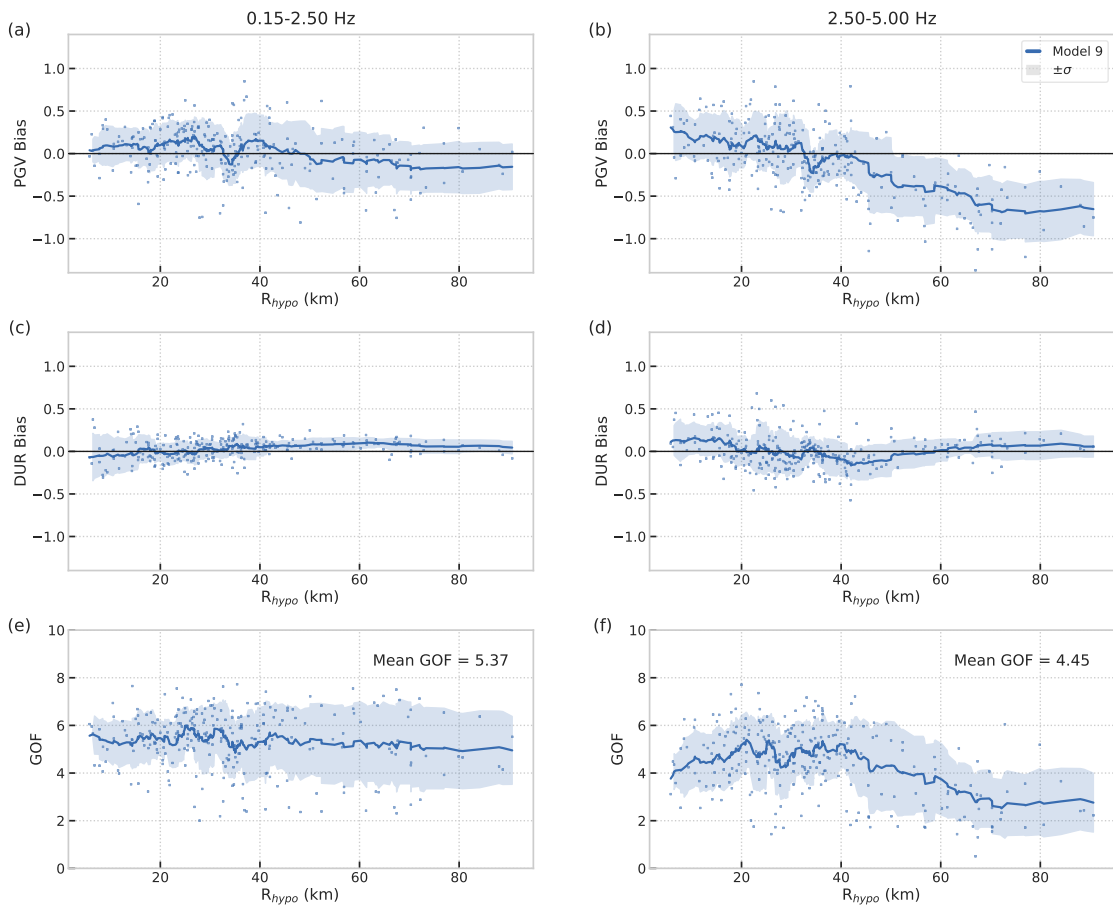 0.15-2.50 Hz
2.50-5.00 Hz
(a)
1.0
0.5
0.0
−0.5
−1.0
PGV Bias
20 40 60 80
R_hypo (km)
(b)
Model 9
±σ
1.0
0.5
0.0
−0.5
−1.0
PGV Bias
20 40 60 80
R_hypo (km)
(c)
1.0
0.5
0.0
−0.5
−1.0
DUR Bias
20 40 60 80
R_hypo (km)
(d)
1.0
0.5
0.0
−0.5
−1.0
DUR Bias
20 40 60 80
R_hypo (km)
(e)
Mean GOF = 5.37
10
8
6
4
2
0
GOF
20 40 60 80
R_hypo (km)
(f)
Mean GOF = 4.45
10
8
6
4
2
0
GOF
20 40 60 80
R_hypo (km)